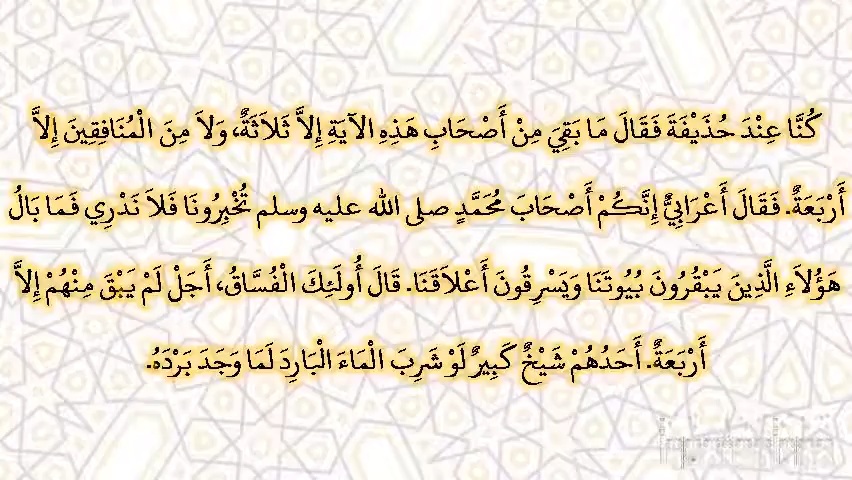 كُنَّا عِنْدَ حُذَيْفَةَ فَقَالَ مَا بَقِيَ مِنْ أَصْحَابِ هَذِهِ الآيَةِ إِلاَّ ثَلاَثَةٌ، وَلاَ مِنَ الْمُنَافِقِينَ إِلاَّ
أَرْبَعَةٌ. فَقَالَ أَعْرَابِيٌّ إِنَّكُمْ أَصْحَابَ مُحَمَّدٍ صلى الله عليه وسلم تُخْبِرُونَا فَلاَ نَدْرِي فَمَا بَالُ
هَؤُلاَءِ الَّذِينَ يَبْقُرُونَ بُيُوتَنَا وَيَسْرِقُونَ أَعْلاَقَنَا. قَالَ أُولَئِكَ الْفُسَّاقُ، أَجَلْ لَمْ يَبْقَ مِنْهُمْ إِلاَّ
أَرْبَعَةٌ. أَحَدُهُمْ شَيْخٌ كَبِيرٌ لَوْ شَرِبَ الْمَاءَ الْبَارِدَ لَمَا وَجَدَ بَرْدَهُ.